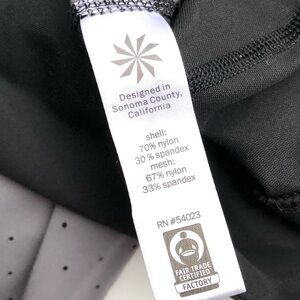 Designed in
Sonoma County,
California
shell:
70% nylon
30% spandex
mesh:
67% nylon
33% spandex
RN #54023
FAIR TRADE
CERTIFIED
FACTORY